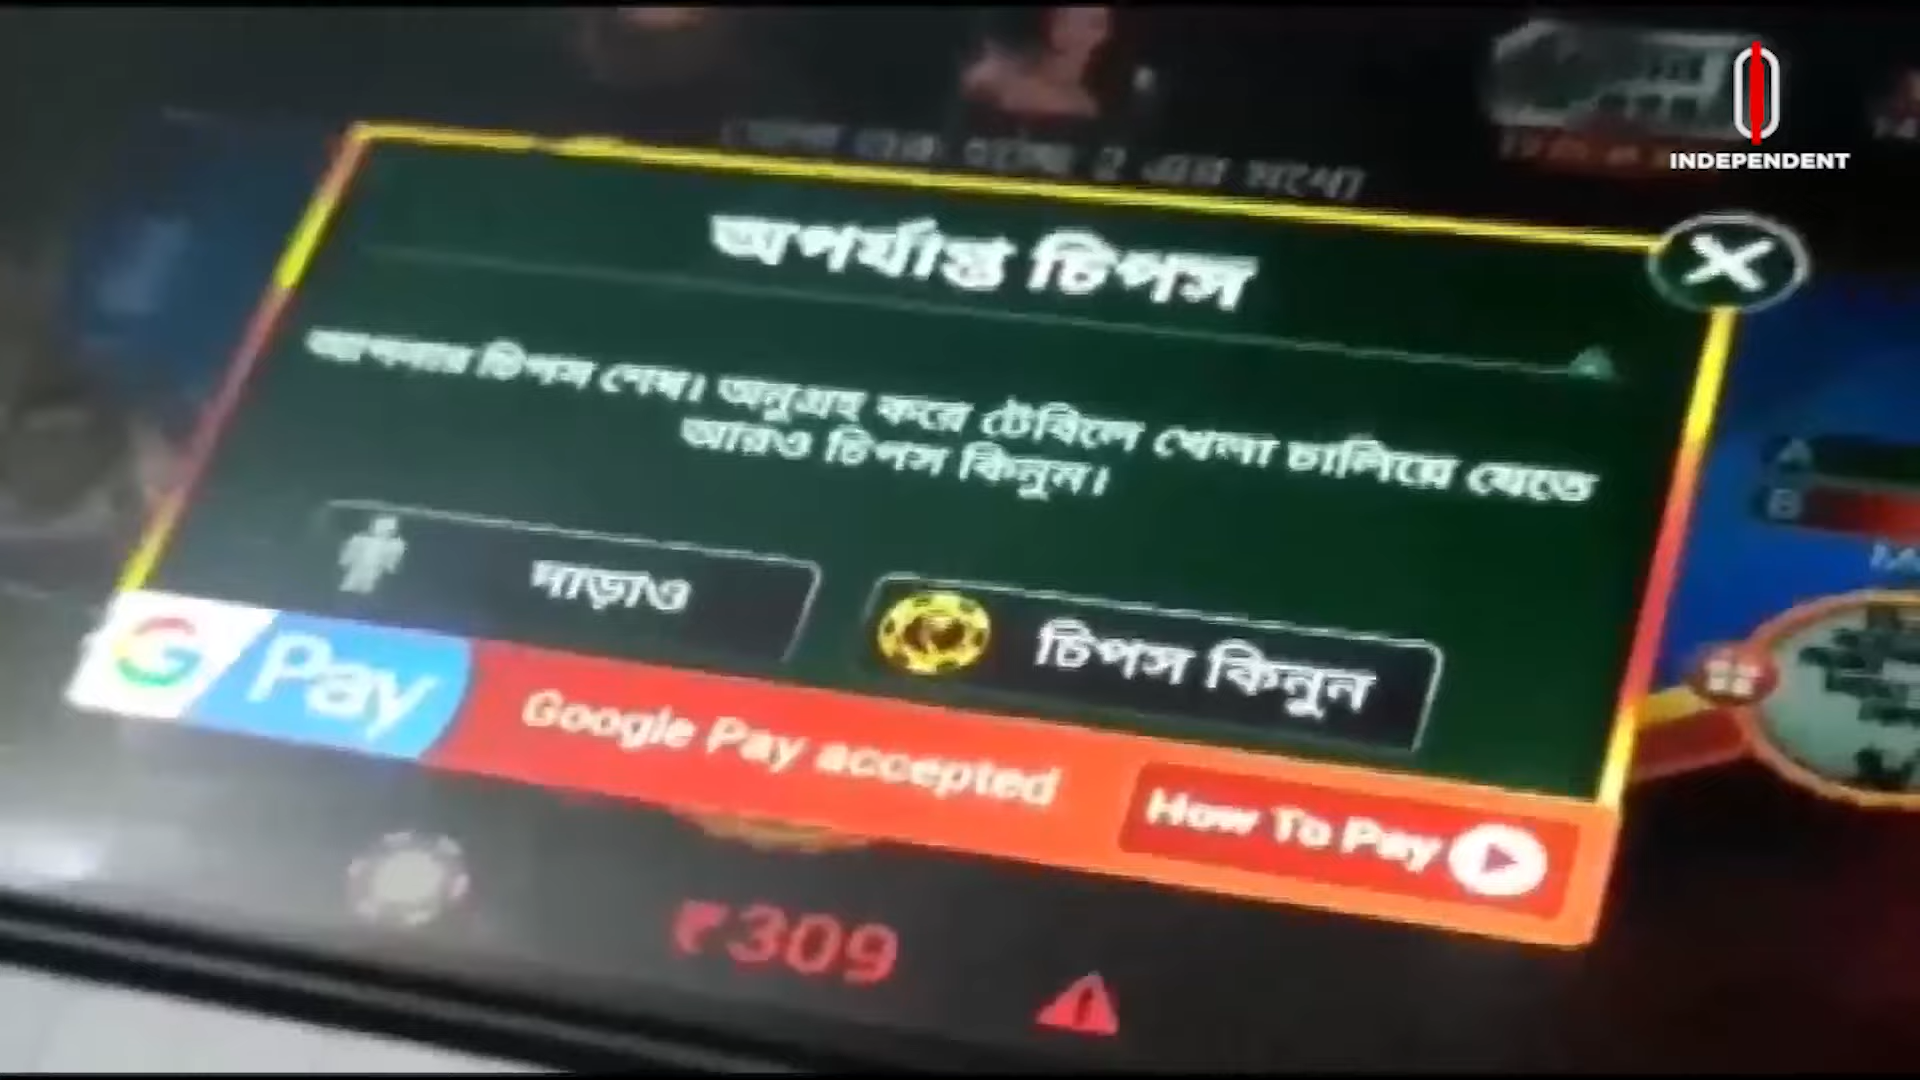 INDEPENDENT
অপর্যাপ্ত চিপস
আপনার চিপস শেষ। অনুগ্রহ করে টেবিলে খেলা চালিয়ে যেতে
আরও চিপস কিনুন।
দাড়াও
চিপস কিনুন
G Pay
Google Pay accepted
How To Pay
₹309
A
B